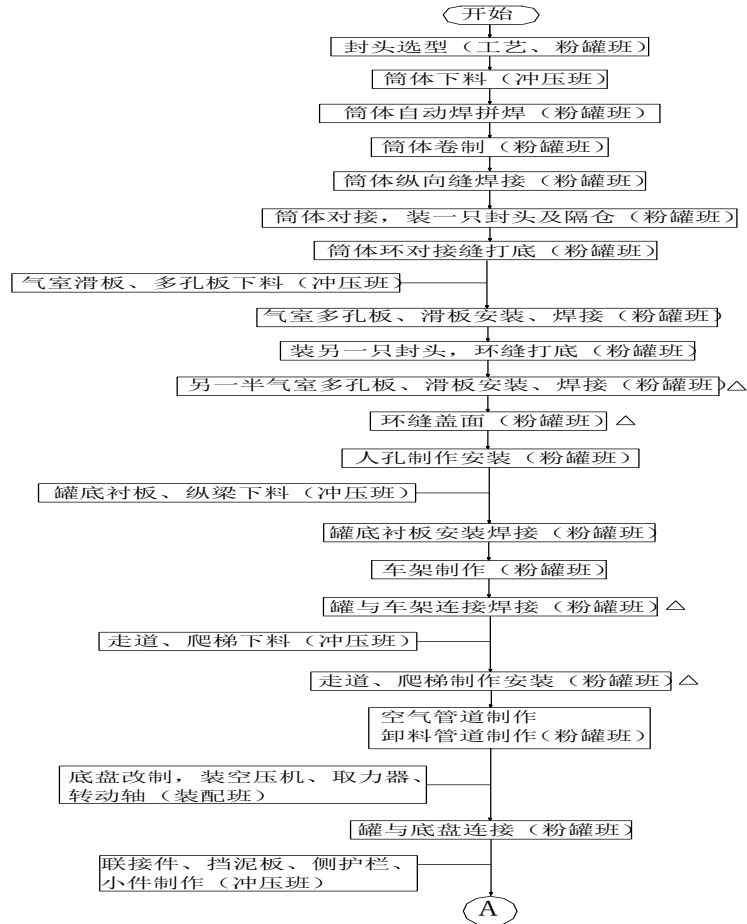 开始
封头选型（工艺、粉罐班）
筒体下料（冲压班）
筒体自动焊拼焊（粉罐班）
筒体卷制（粉罐班）
筒体纵向缝焊接（粉罐班）
筒体对接，装一只封头及隔仓（粉罐班）
筒体环对接缝打底（粉罐班）
气室滑板、多孔板下料（冲压班）
气室多孔板、滑板安装、焊接（粉罐班）
装另一只封头，环缝打底（粉罐班）
另一半气室多孔板、滑板安装、焊接（粉罐班）△
环缝盖面（粉罐班）△
人孔制作安装（粉罐班）
罐底衬板、纵梁下料（冲压班）
罐底衬板安装焊接（粉罐班）
车架制作（粉罐班）
罐与车架连接焊接（粉罐班）△
走道、爬梯下料（冲压班）
走道、爬梯制作安装（粉罐班）△
空气管道制作
卸料管道制作（粉罐班）
底盘改制，装空压机、取力器、
转动轴（装配班）
罐与底盘连接（粉罐班）
联接件、挡泥板、侧护栏、
小件制作（冲压班）
A